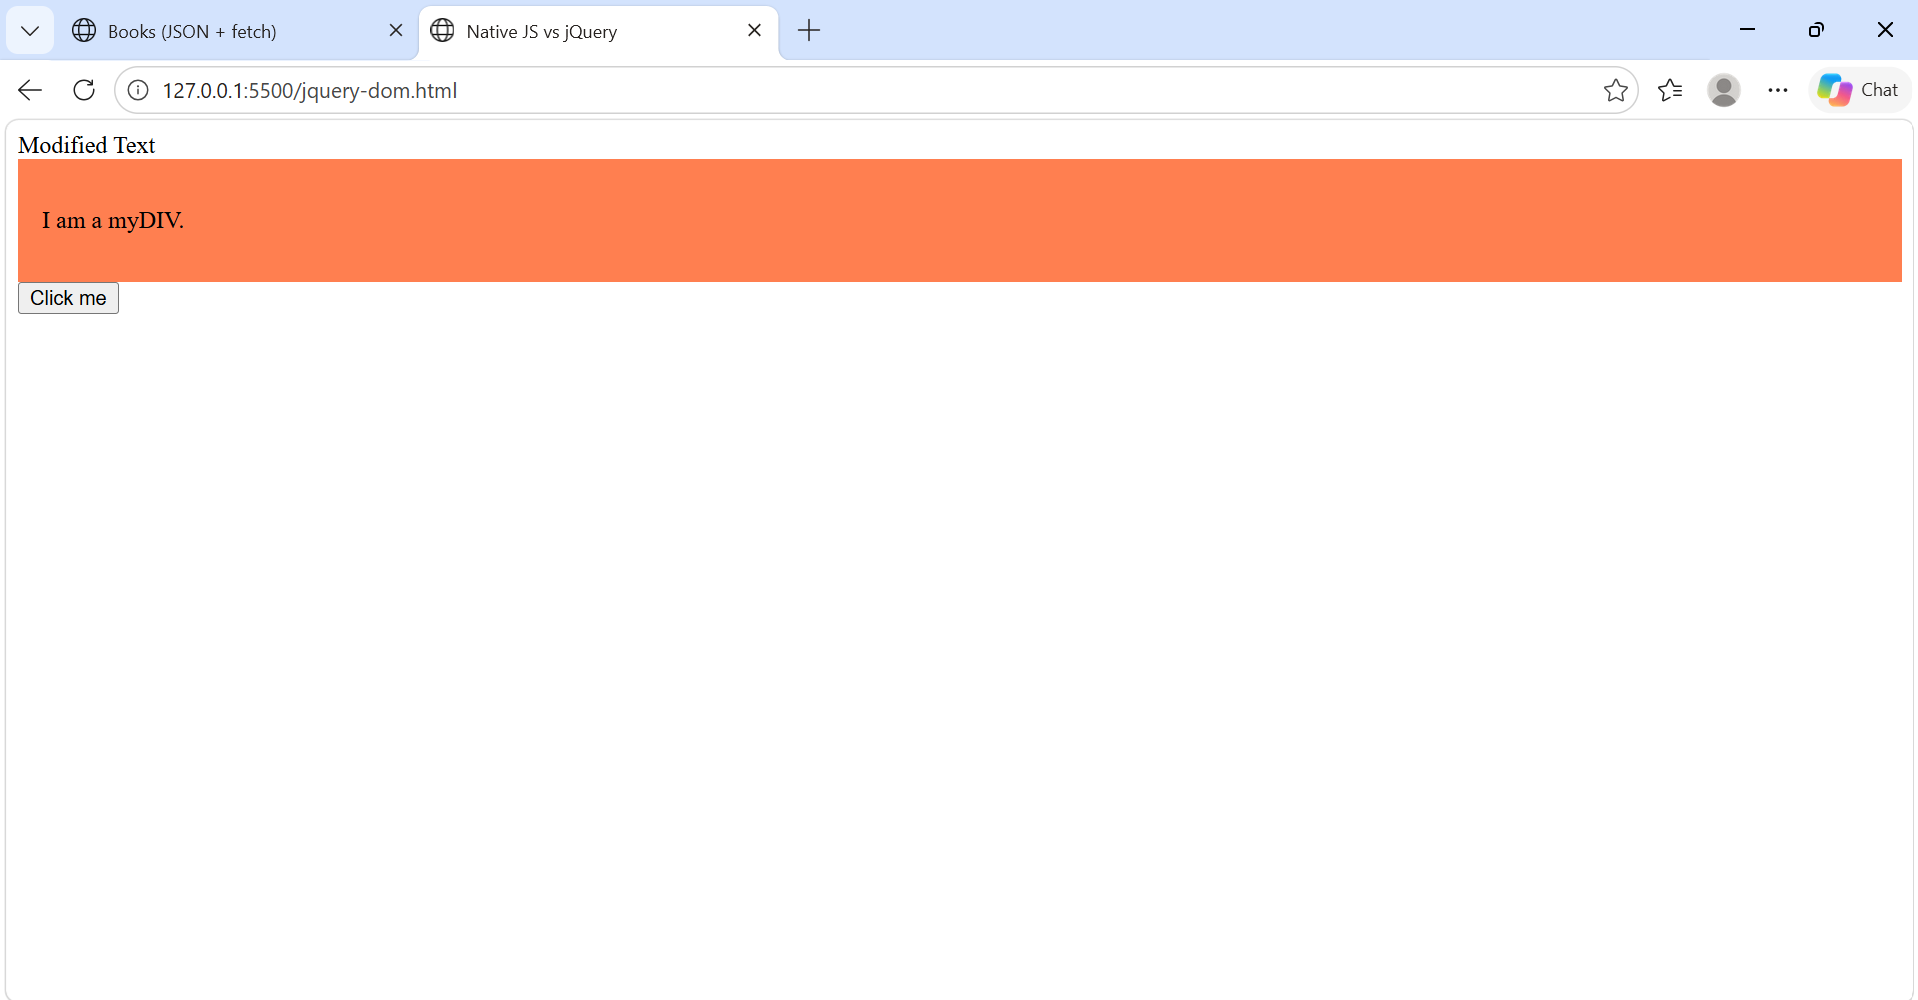 Books (JSON + fetch)
Native JS vs jQuery
127.0.0.1:5500/jquery-dom.html
Chat
Modified Text
I am a myDIV.
Click me